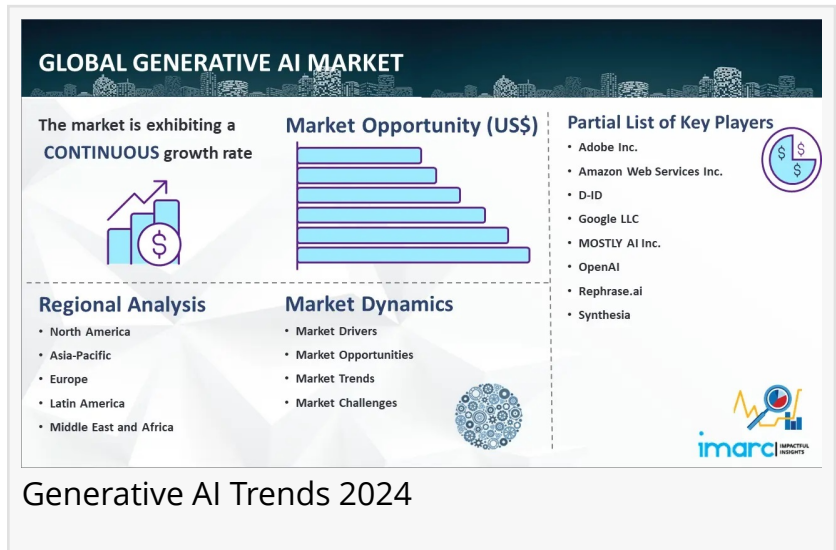 GLOBAL GENERATIVE AI MARKET
The market is exhibiting a
CONTINUOUS growth rate
$
Market Opportunity (US$)
Partial List of Key Players
• Adobe Inc.
• Amazon Web Services Inc.
• D-ID
• Google LLC
• MOSTLY AI Inc.
• OpenAI
• Rephrase.ai
• Synthesia
$ $
$
Regional Analysis
• North America
• Asia-Pacific
• Europe
• Latin America
• Middle East and Africa
Market Dynamics
• Market Drivers
• Market Opportunities
• Market Trends
• Market Challenges
imarc IMPACTFUL
INSIGHTS
Generative AI Trends 2024